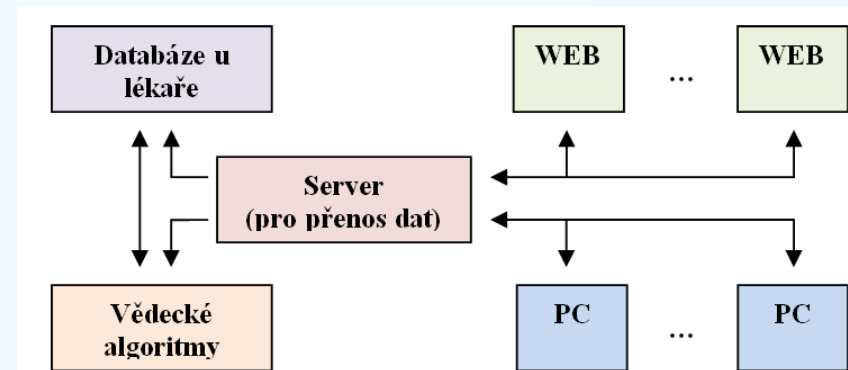 Databáze u
lékaře
WEB
...
WEB
Server
(pro přenos dat)
Vědecké
algoritmy
PC
...
PC